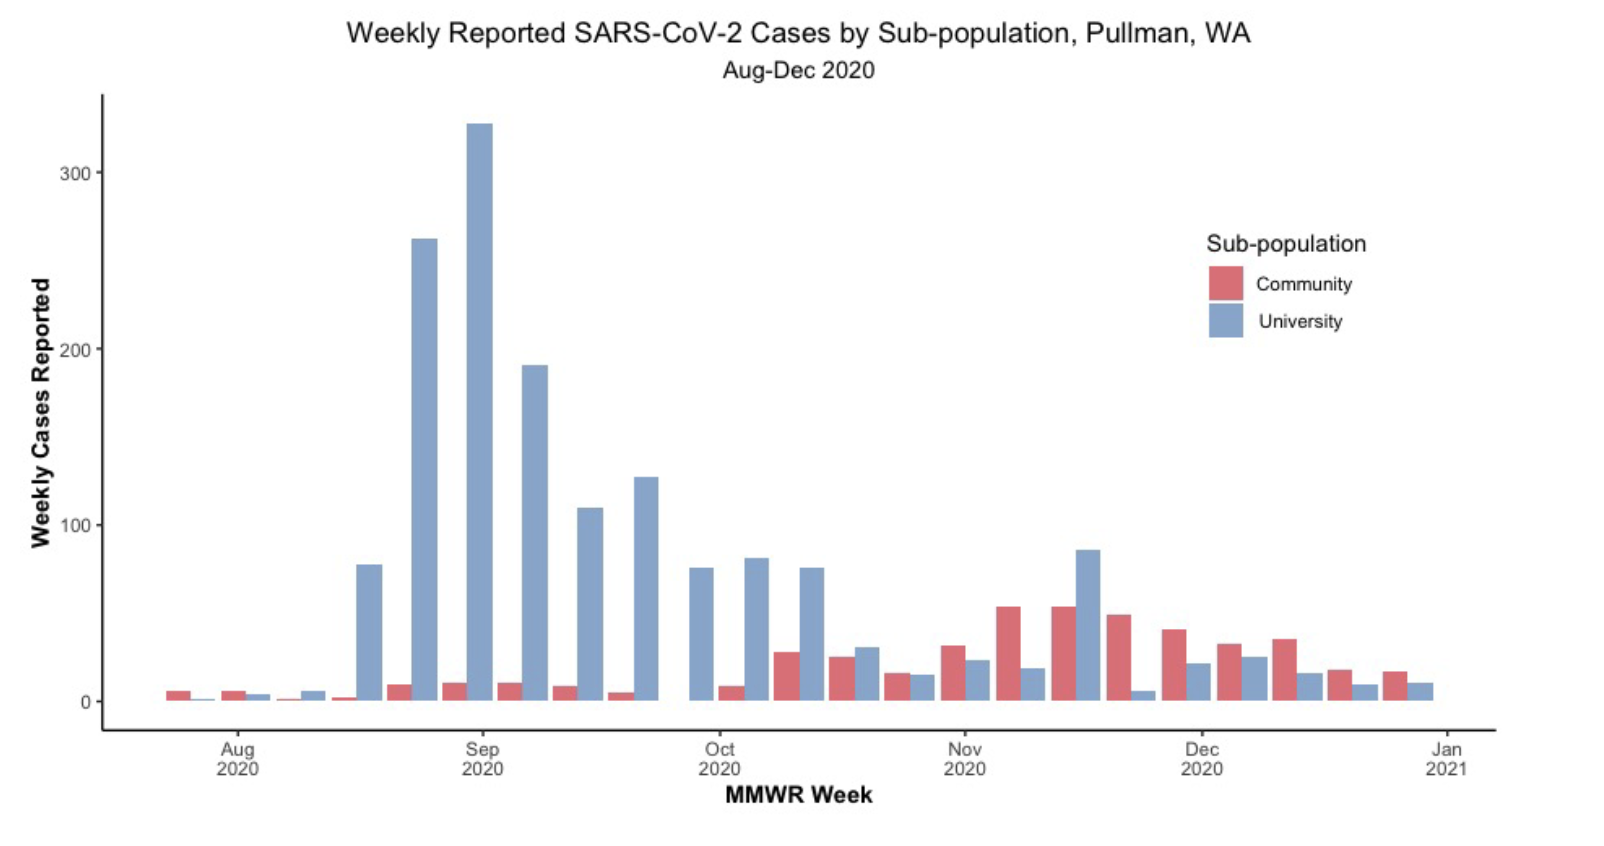 Weekly Reported SARS-CoV-2 Cases by Sub-population, Pullman, WA
Aug-Dec 2020
Weekly Cases Reported
300
200
100
0
Sub-population
Community
University
Aug Sep Oct Nov Dec Jan
2020 2020 2020 2020 2020 2021
MMWR Week